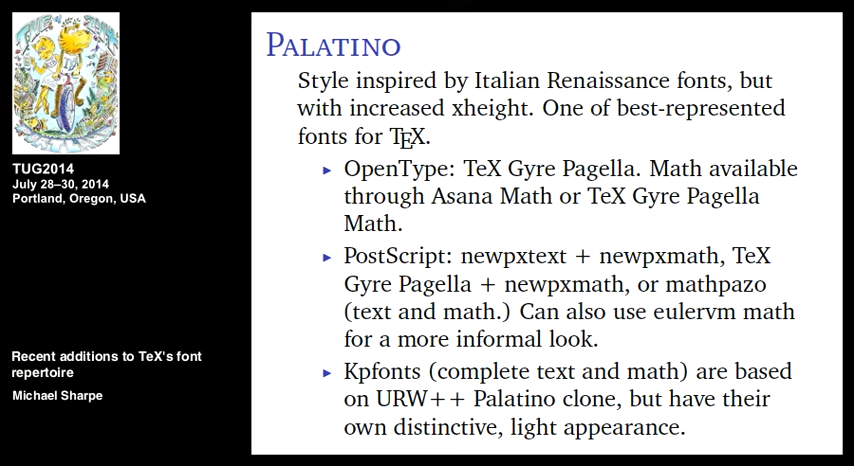 TUG2014
July 28–30, 2014
Portland, Oregon, USA
Recent additions to TeX's font
repertoire
Michael Sharpe
PALATINO
Style inspired by Italian Renaissance fonts, but
with increased xheight. One of best-represented
fonts for TEX.
▸ OpenType: TeX Gyre Pagella. Math available
through Asana Math or TeX Gyre Pagella
Math.
▸ PostScript: newpxtext + newpxmath, TeX
Gyre Pagella + newpxmath, or mathpazo
(text and math.) Can also use eulervm math
for a more informal look.
▸ Kpfonts (complete text and math) are based
on URW++ Palatino clone, but have their
own distinctive, light appearance.